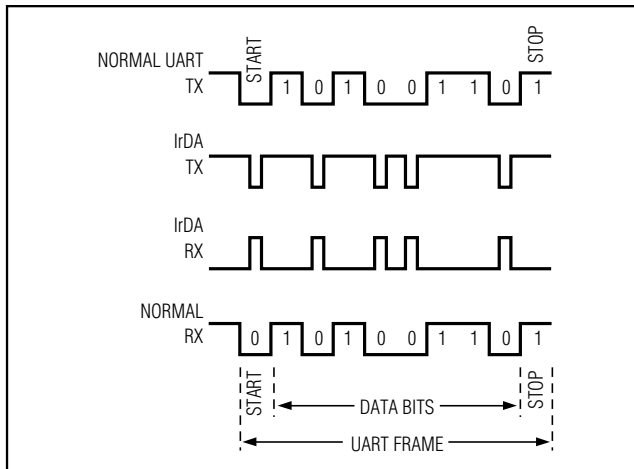 NORMAL UART
TX
START
1 0 1 0 0 1 1 0 1
STOP
IrDA
TX
IrDA
RX
NORMAL
RX
0 1 0 1 0 0 1 1 0 1
START
DATA BITS
STOP
UART FRAME